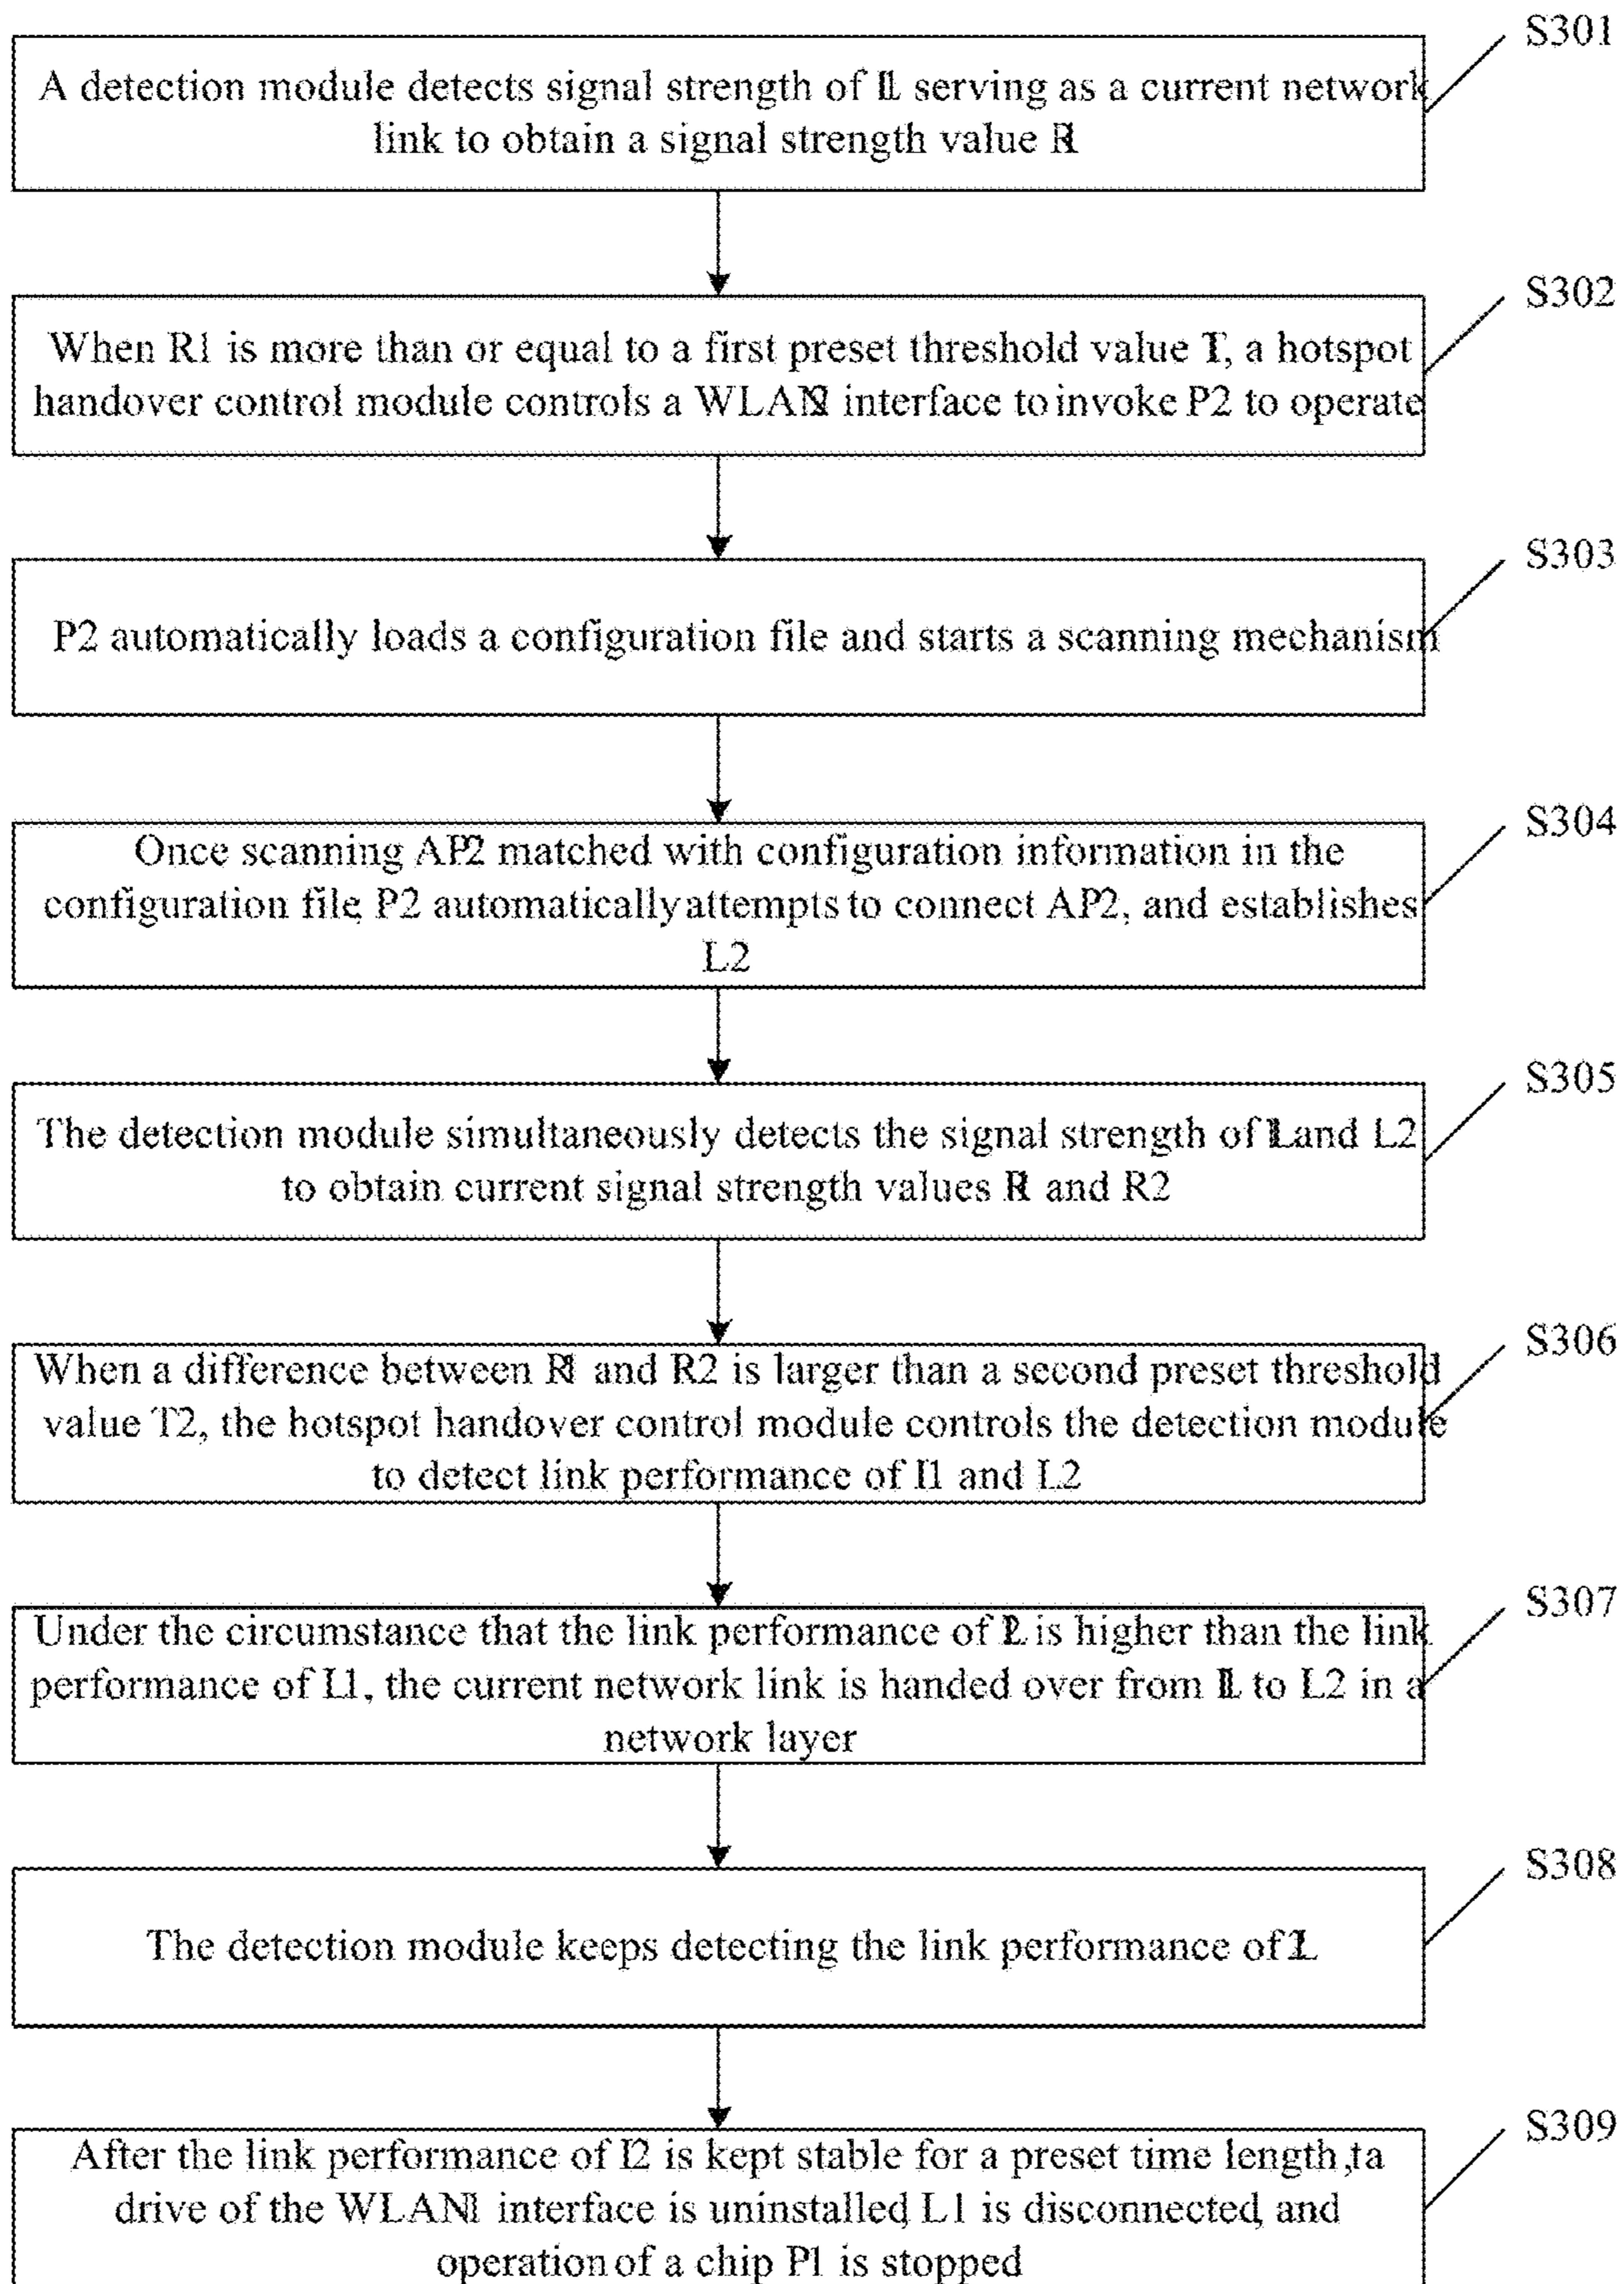 S301
A detection module detects signal strength of L1 serving as a current network
link to obtain a signal strength value R1
S302
When R1 is more than or equal to a first preset threshold value T1, a hotspot
handover control module controls a WLAN2 interface to invoke P2 to operate
S303
P2 automatically loads a configuration file and starts a scanning mechanism
S304
Once scanning AP2 matched with configuration information in the
configuration file, P2 automatically attempts to connect AP2, and establishes
L2
S305
The detection module simultaneously detects the signal strength of L1 and L2
to obtain current signal strength values R1 and R2
S306
When a difference between R1 and R2 is larger than a second preset threshold
value T2, the hotspot handover control module controls the detection module
to detect link performance of L1 and L2
S307
Under the circumstance that the link performance of L2 is higher than the link
performance of L1, the current network link is handed over from L1 to L2 in a
network layer
S308
The detection module keeps detecting the link performance of L2
S309
After the link performance of L2 is kept stable for a preset time length t, a
drive of the WLAN1 interface is uninstalled, L1 is disconnected, and
operation of a chip P1 is stopped